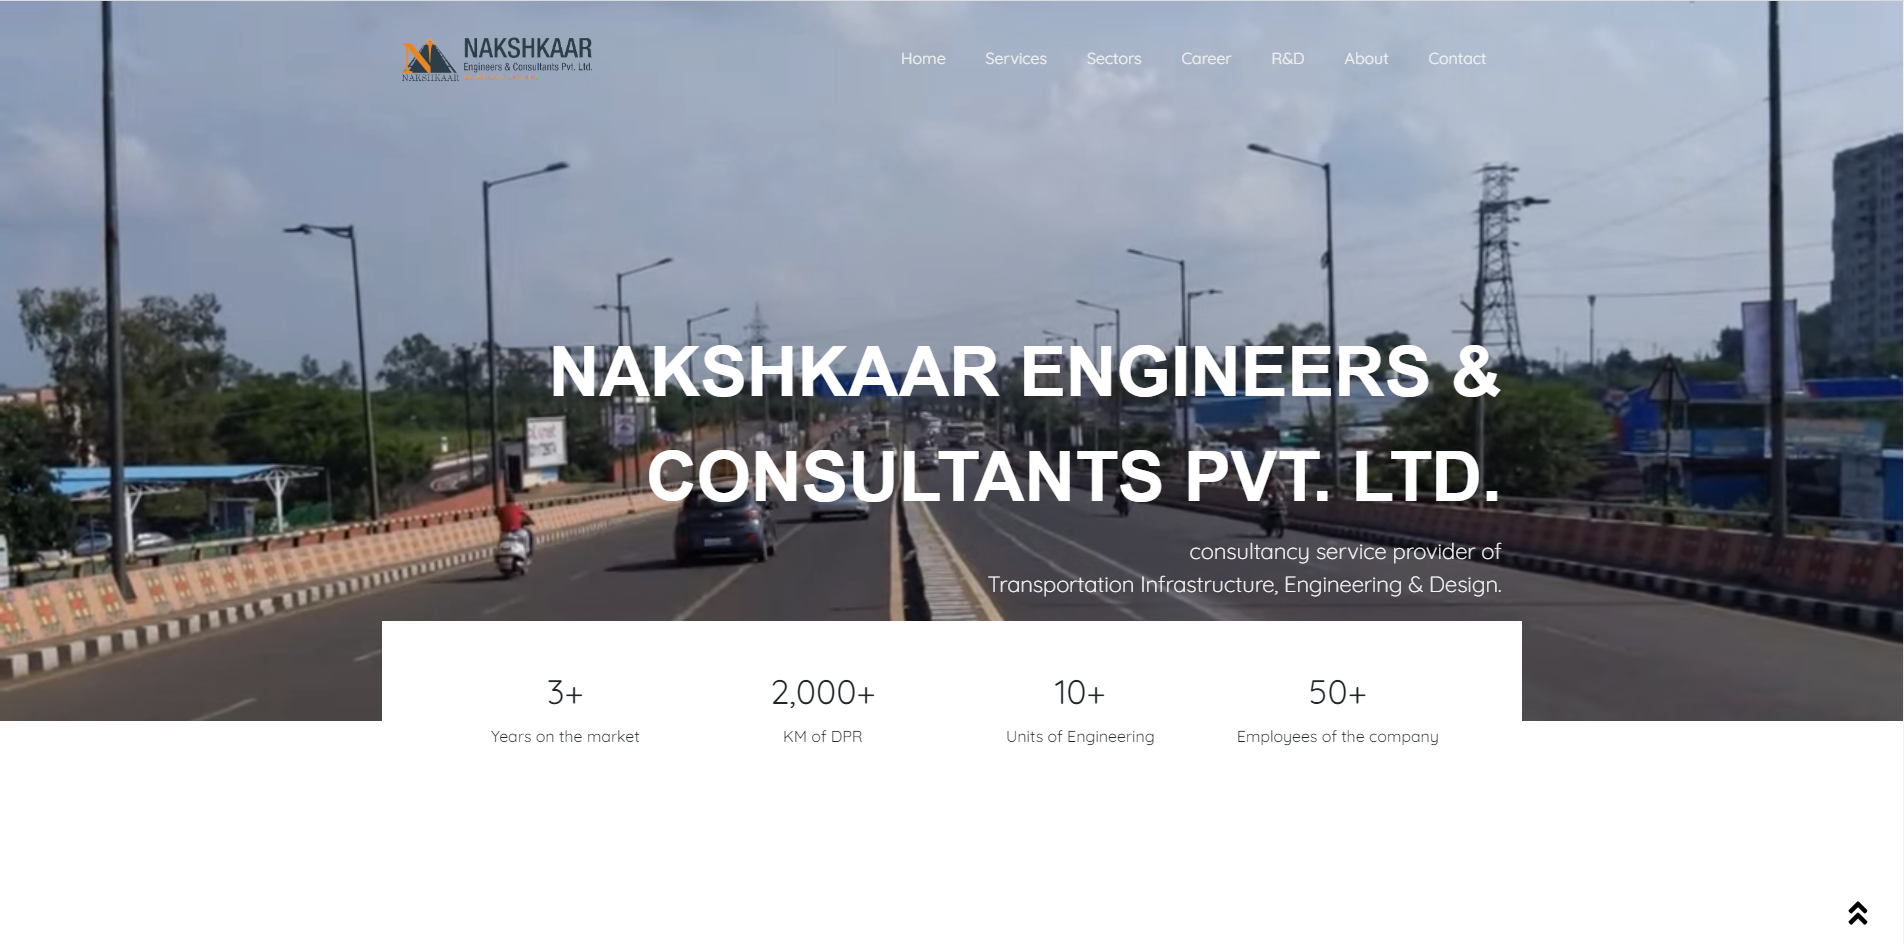 NAKSHKAAR
Engineers & Consultants Pvt. Ltd.
NAKSHKAAR
Home Services Sectors Career R&D About Contact
NAKSHKAAR ENGINEERS &
CONSULTANTS PVT. LTD.
consultancy service provider of
Transportation Infrastructure, Engineering & Design.
3+ 2,000+ 10+ 50+
Years on the market KM of DPR Units of Engineering Employees of the company